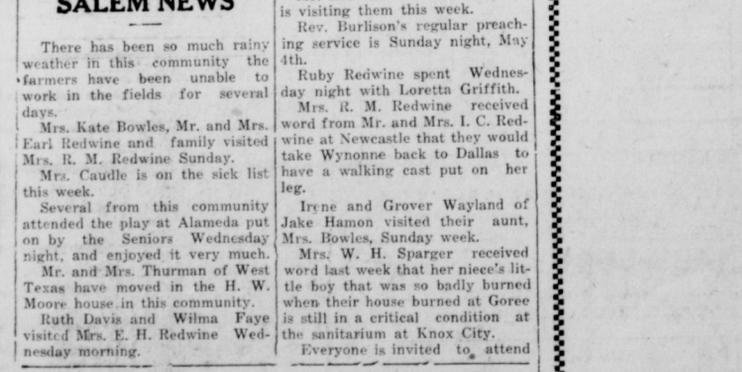 SALEM NEWS
There has been so much rainy
weather in this community the
farmers have been unable to
work in the fields for several
days.
Mrs. Kate Bowles, Mr. and Mrs.
Earl Redwine and family visited
Mrs. R. M. Redwine Sunday.
Mrs. Caudle is on the sick list
this week.
Several from this community
attended the play at Alameda put
on by the Seniors Wednesday
night, and enjoyed it very much.
Mr. and Mrs. Thurman of West
Texas have moved in the H. W.
Moore house in this community.
Ruth Davis and Wilma Faye
visited Mrs. E. H. Redwine Wed-
nesday morning.
is visiting them this week.
Rev. Burlison's regular preach-
ing service is Sunday night, May
4th.
Ruby Redwine spent Wednes-
day night with Loretta Griffith.
Mrs. R. M. Redwine received
word from Mr. and Mrs. I. C. Red-
wine at Newcastle that they would
take Wynonne back to Dallas to
have a walking cast put on her
leg.
Irene and Grover Wayland of
Jake Hamon visited their aunt,
Mrs. Bowles, Sunday week.
Mrs. W. H. Sparger received
word last week that her niece's lit-
tle boy that was so badly burned
when their house burned at Goree
is still in a critical condition at
the sanitarium at Knox City.
Everyone is invited to attend